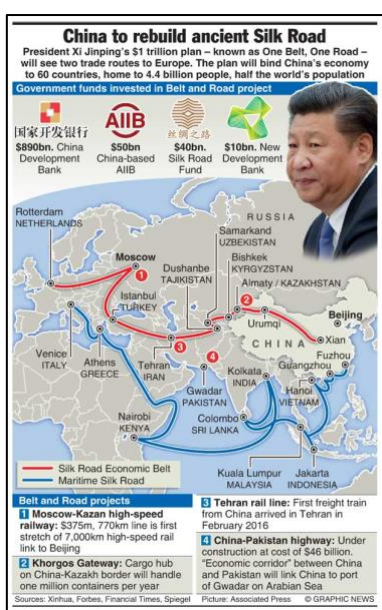 China to rebuild ancient Silk Road
President Xi Jinping's $1 trillion plan – known as One Belt, One Road –
will see two trade routes to Europe. The plan will bind China's economy
to 60 countries, home to 4.4 billion people, half the world's population
Government funds invested in Belt and Road project
国家开发银行
AIIB
丝绸之路
$890bn. China
Development
Bank
$50bn
China-based
AIIB
$40bn.
Silk Road
Fund
$10bn. New
Development
Bank
Rotterdam
NETHERLANDS
RUSSIA
Samarkand
UZBEKISTAN
Moscow
1
Bishkek
KYRGYZSTAN
Dushanbe
TAJIKISTAN
Almaty / KAZAKHSTAN
Istanbul
TURKEY
2
Urumqi
Beijing
CHINA
Xian
Venice
ITALY
Athens
GREECE
Tehran
IRAN
3
4
Gwadar
PAKISTAN
Kolkata
INDIA
Guangzhou
Fuzhou
Hanoi
VIETNAM
Nairobi
KENYA
Colombo
SRI LANKA
Kuala Lumpur
MALAYSIA
Jakarta
INDONESIA
Silk Road Economic Belt
Maritime Silk Road
Belt and Road projects
1 Moscow-Kazan high-speed
railway: $375m, 770km line is first
stretch of 7,000km high-speed rail
link to Beijing
2 Khorgos Gateway: Cargo hub
on China-Kazakh border will handle
one million containers per year
3 Tehran rail line: First freight train
from China arrived in Tehran in
February 2016
4 China-Pakistan highway: Under
construction at cost of $46 billion.
"Economic corridor" between China
and Pakistan will link China to port
of Gwadar on Arabian Sea
Sources: Xinhua, Forbes, Financial Times, Spiegel
Picture: Associated Press
© GRAPHIC NEWS